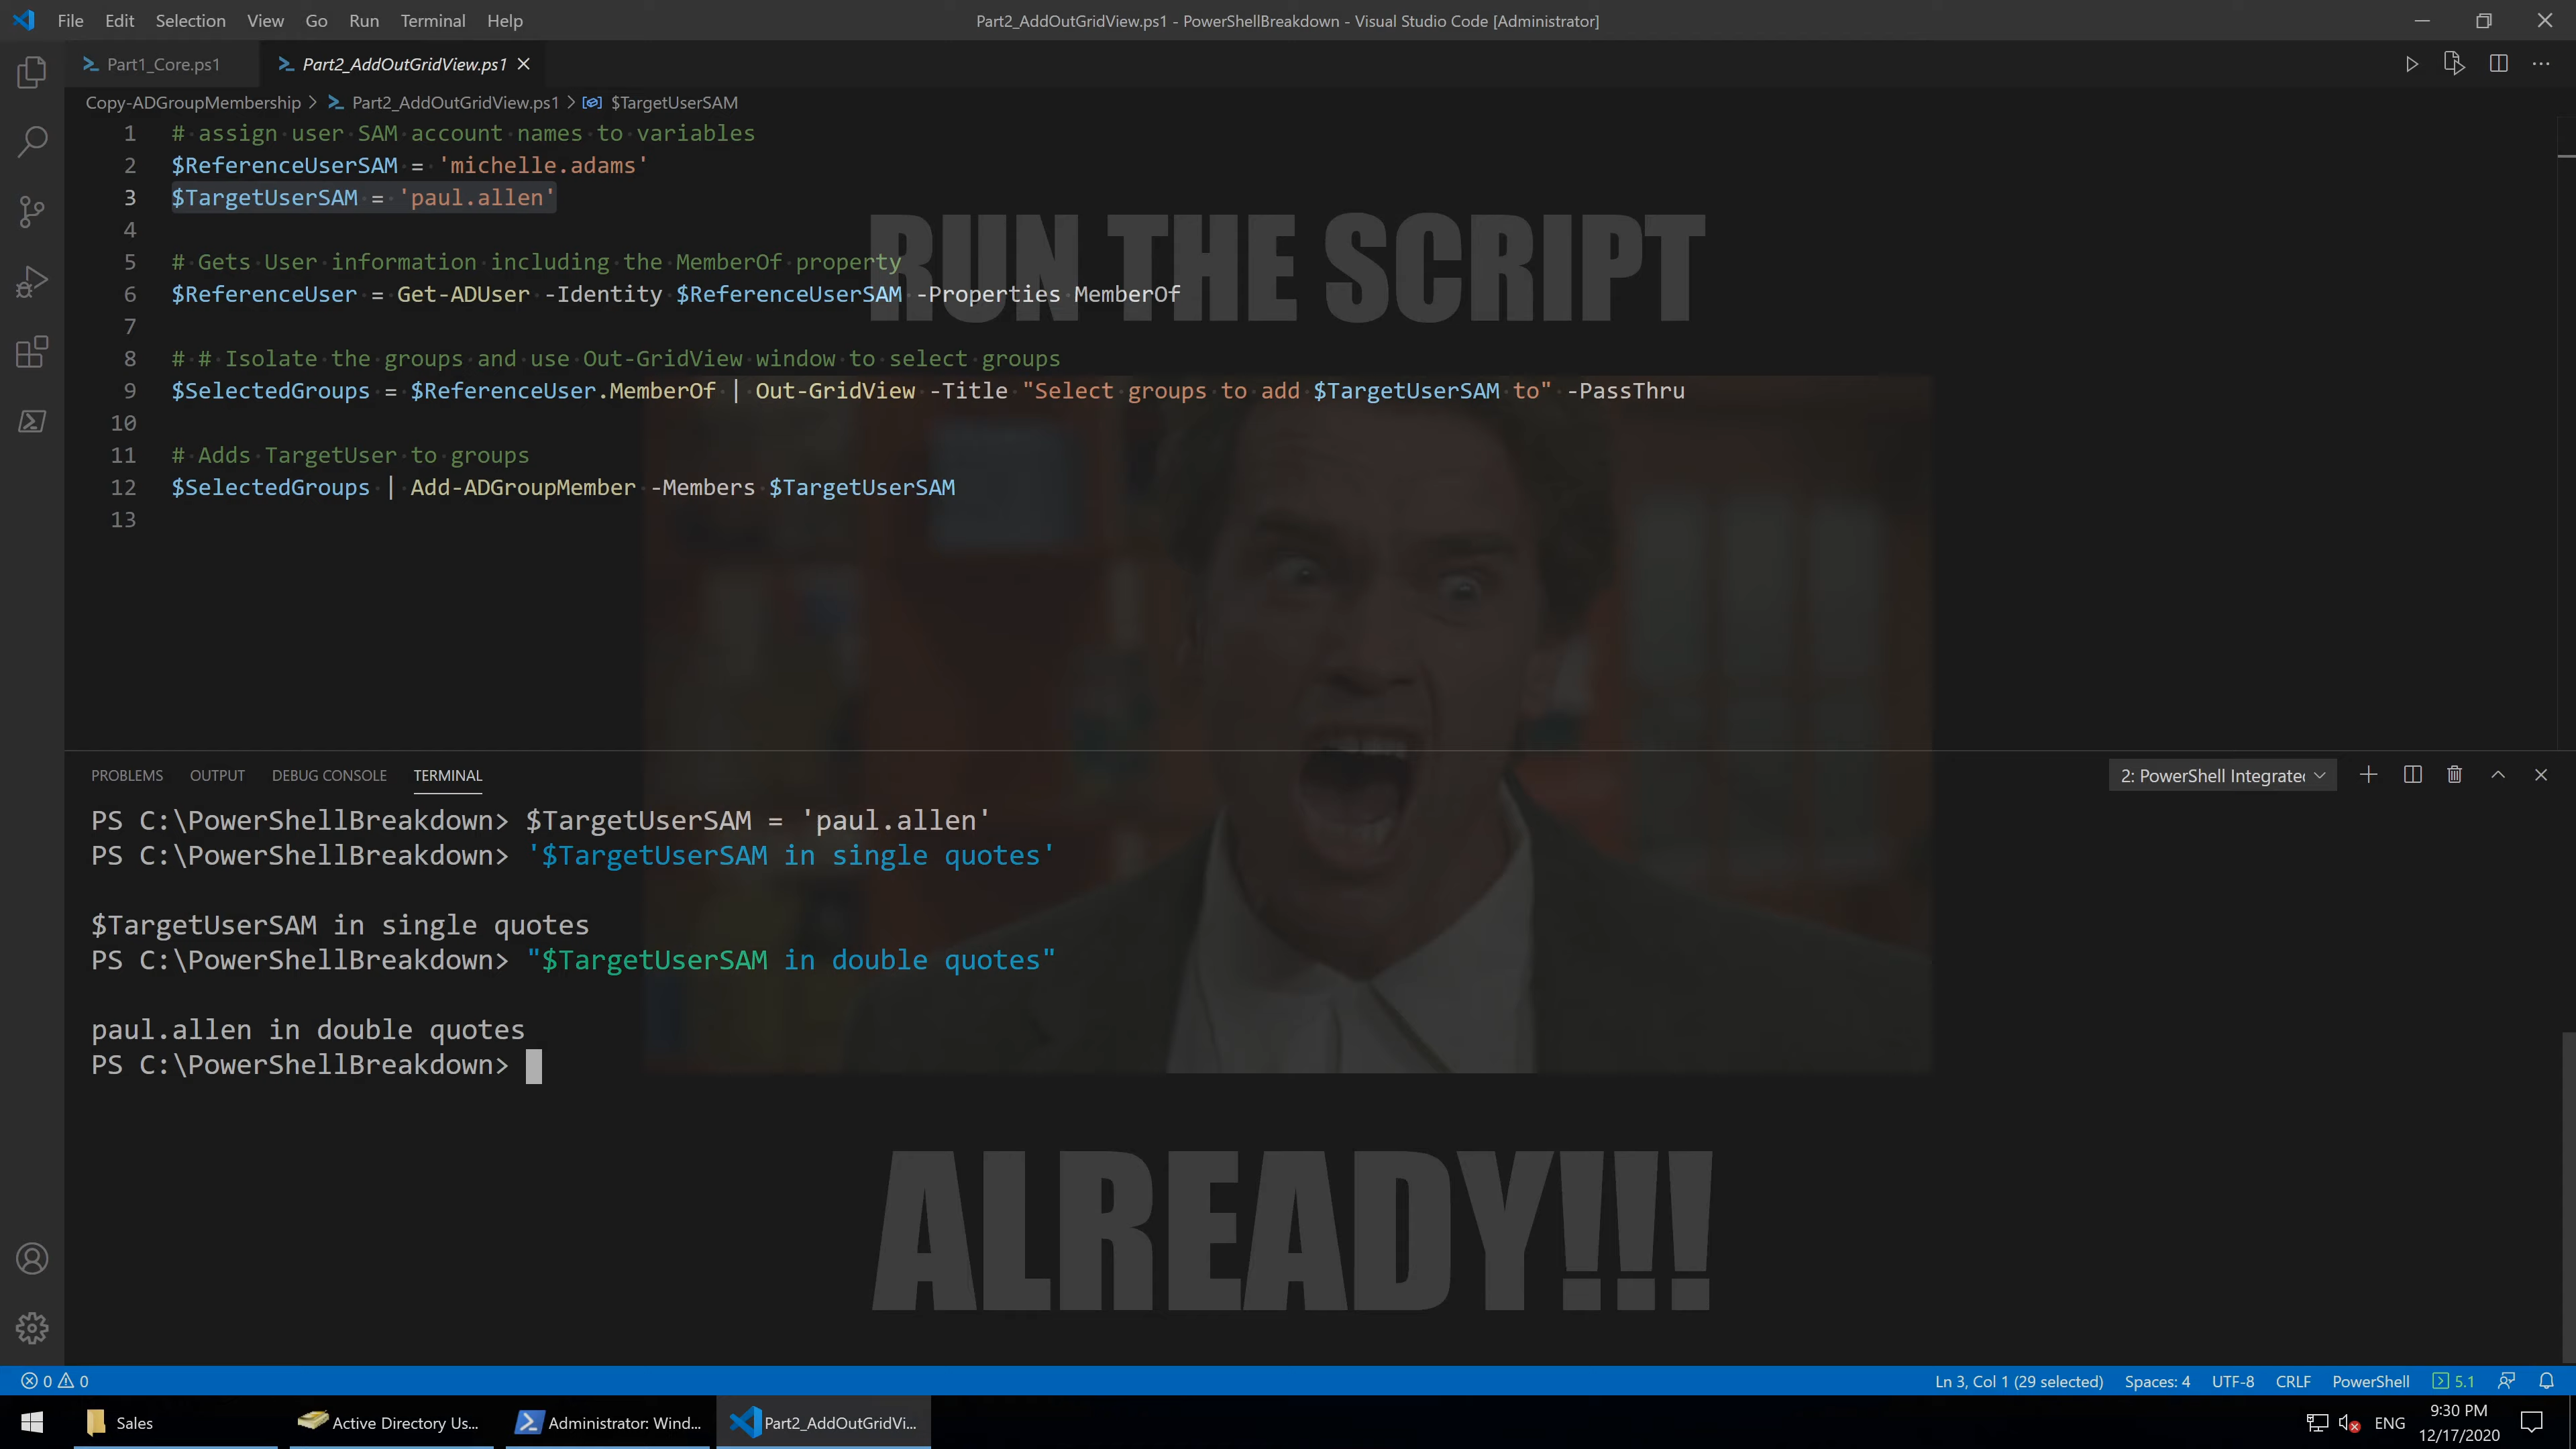 File Edit Selection View Go Run Terminal Help
Part2_AddOutGridView.ps1 - PowerShellBreakdown - Visual Studio Code [Administrator]
Part1_Core.ps1
Part2_AddOutGridView.ps1
Copy-ADGroupMembership > Part2_AddOutGridView.ps1 > $TargetUserSAM
1 # assign user SAM account names to variables
2 $ReferenceUserSAM = 'michelle.adams'
3 $TargetUserSAM = 'paul.allen'
4
5 # Gets User information including the MemberOf property
6 $ReferenceUser = Get-ADUser -Identity $ReferenceUserSAM -Properties MemberOf
7
8 # # Isolate the groups and use Out-GridView window to select groups
9 $SelectedGroups = $ReferenceUser.MemberOf | Out-GridView -Title "Select groups to add $TargetUserSAM to" -PassThru
10
11 # Adds TargetUser to groups
12 $SelectedGroups | Add-ADGroupMember -Members $TargetUserSAM
13
RUN THE SCRIPT
PROBLEMS OUTPUT DEBUG CONSOLE TERMINAL
2: PowerShell Integrated
PS C:\PowerShellBreakdown> $TargetUserSAM = 'paul.allen'
PS C:\PowerShellBreakdown> '$TargetUserSAM in single quotes'
$TargetUserSAM in single quotes
PS C:\PowerShellBreakdown> "$TargetUserSAM in double quotes"
paul.allen in double quotes
PS C:\PowerShellBreakdown>
ALREADY!!!
0 0
Ln 3, Col 1 (29 selected) Spaces: 4 UTF-8 CRLF PowerShell 5.1
Sales
Active Directory Us...
Administrator: Wind...
Part2_AddOutGridVi...
ENG
9:30 PM
12/17/2020